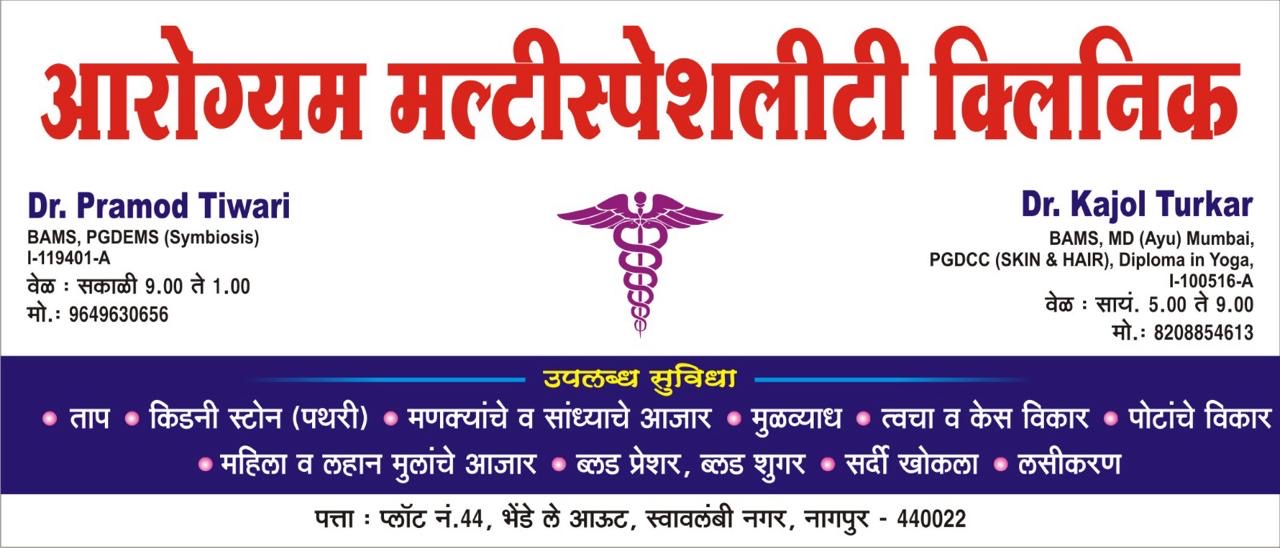 आरोग्यम मल्टीस्पेशलीटी क्लिनिक
Dr. Pramod Tiwari
BAMS, PGDEMS (Symbiosis)
I-119401-A
वेळ : सकाळी 9.00 ते 1.00
मो.: 9649630656
Dr. Kajol Turkar
BAMS, MD (Ayu) Mumbai,
PGDCC (SKIN & HAIR), Diploma in Yoga,
I-100516-A
वेळ : सायं. 5.00 ते 9.00
मो.: 8208854613
उपलब्ध सुविधा
• ताप • किडनी स्टोन (पथरी) • मणक्यांचे व सांध्याचे आजार • मुळव्याध • त्वचा व केस विकार • पोटांचे विकार
• महिला व लहान मुलांचे आजार • ब्लड प्रेशर, ब्लड शुगर • सर्दी खोकला • लसीकरण
पत्ता : प्लॉट नं.44, भेंडे ले आऊट, स्वावलंबी नगर, नागपुर - 440022